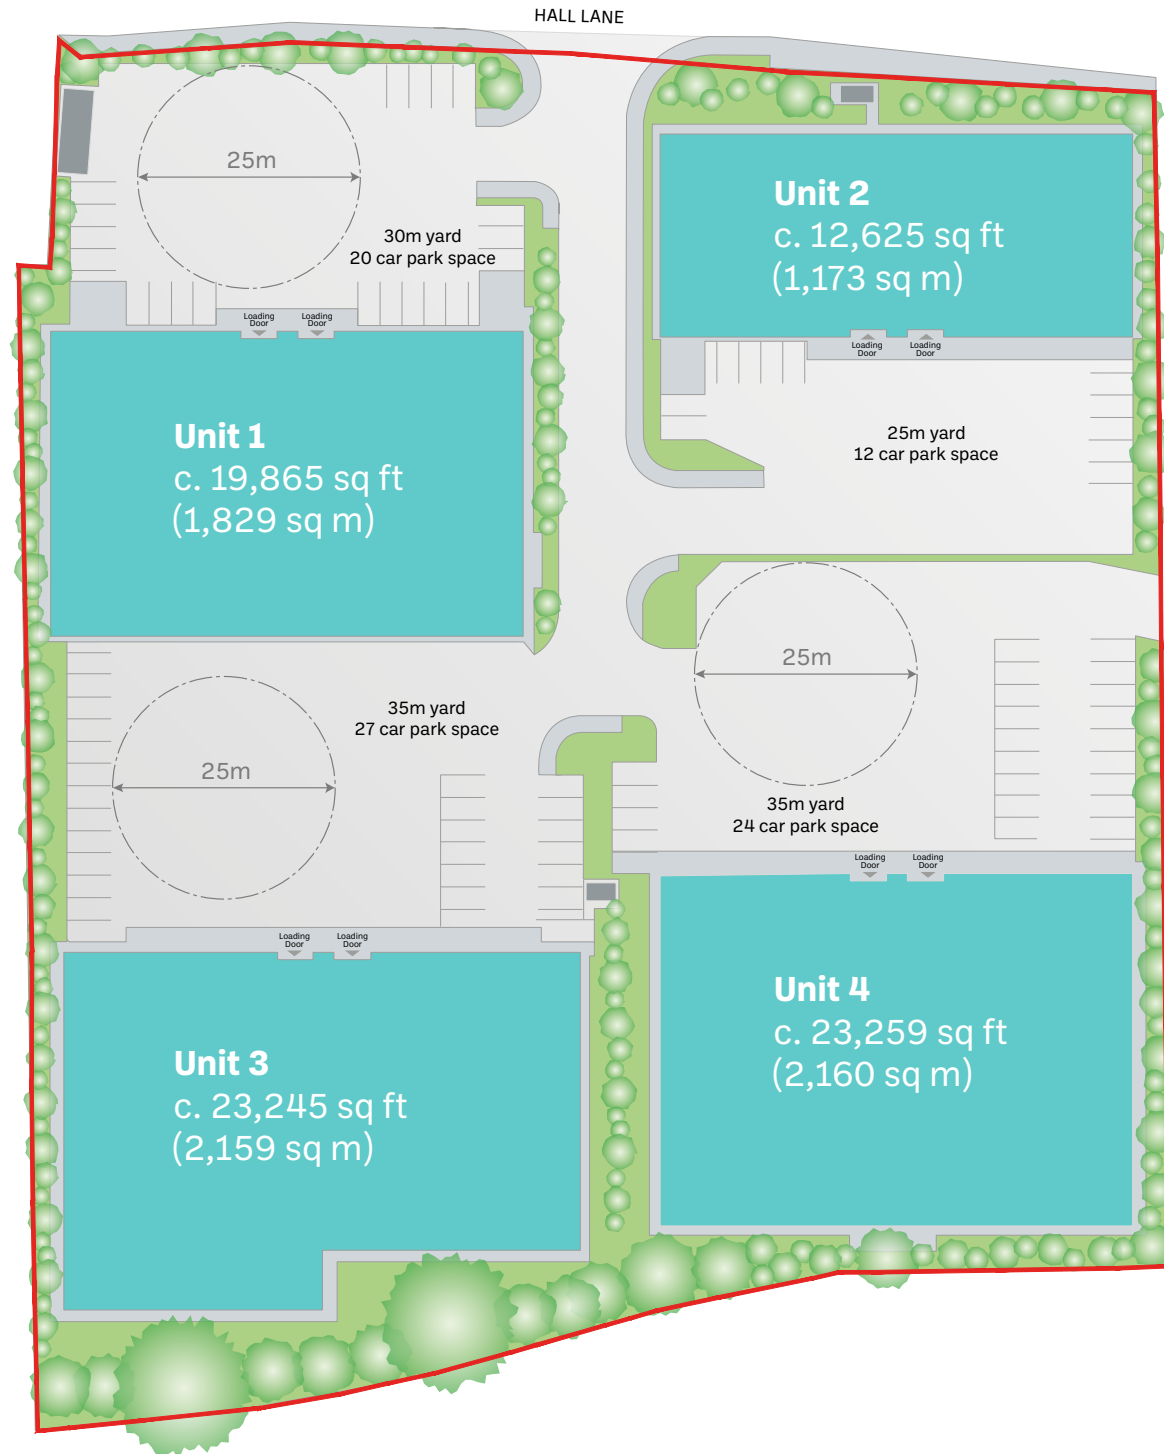 HALL LANE
25m
30m yard
20 car park space
Loading
Door
Loading
Door
Unit 2
c. 12,625 sq ft
(1,173 sq m)
Loading
Door
Loading
Door
25m yard
12 car park space
Unit 1
c. 19,865 sq ft
(1,829 sq m)
25m
35m yard
27 car park space
25m
35m yard
24 car park space
Loading
Door
Loading
Door
Loading
Door
Loading
Door
Unit 3
c. 23,245 sq ft
(2,159 sq m)
Unit 4
c. 23,259 sq ft
(2,160 sq m)